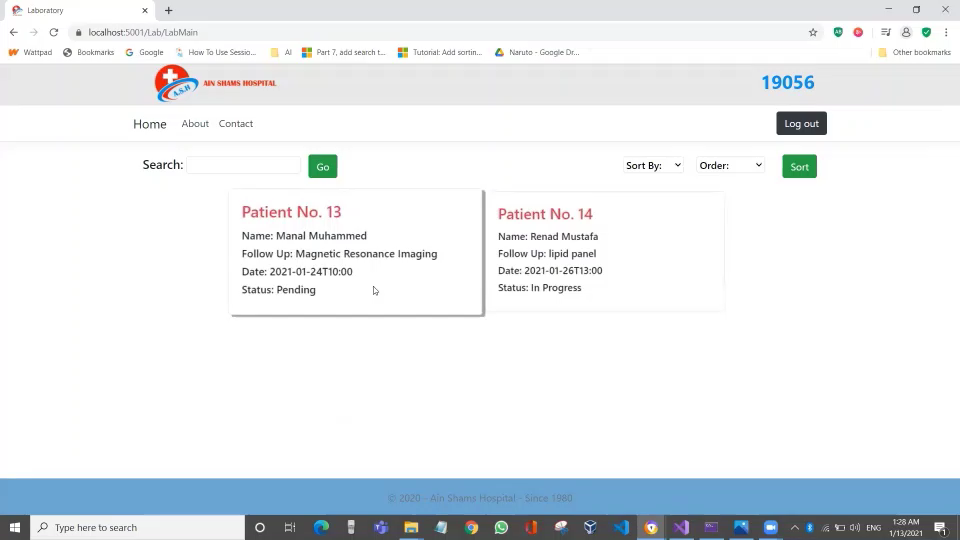 Laboratory
localhost:5001/Lab/LabMain
Wattpad Bookmarks Google How To Use Sessio... AI Part 7, add search t... Tutorial: Add sortin... Naruto - Google Dr... Other bookmarks
A.S.H AIN SHAMS HOSPITAL 19056
Home About Contact Log out
Search: Go Sort By: Order: Sort
Patient No. 13
Name: Manal Muhammed
Follow Up: Magnetic Resonance Imaging
Date: 2021-01-24T10:00
Status: Pending
Patient No. 14
Name: Renad Mustafa
Follow Up: lipid panel
Date: 2021-01-26T13:00
Status: In Progress
© 2020 - Ain Shams Hospital - Since 1980
Type here to search
ENG
1:28 AM
1/13/2021